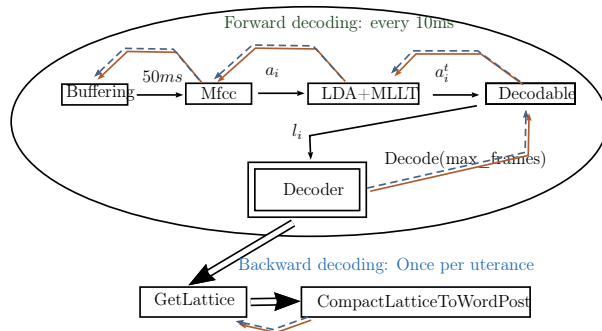 Forward decoding: every 10ms
Buffering 50ms Mfcc a_i LDA+MLLT a_i^t Decodable
l_i
Decode(max_frames)
Decoder
Backward decoding: Once per uterance
GetLattice CompactLatticeToWordPost